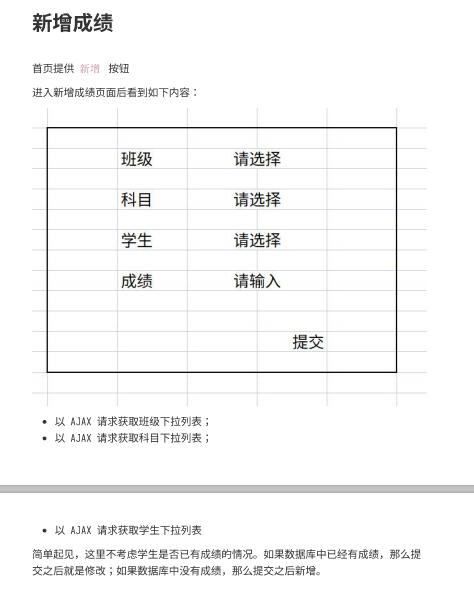 新增成绩
首页提供 新增 按钮
进入新增成绩页面后看到如下内容：
班级 请选择
科目 请选择
学生 请选择
成绩 请输入
提交
• 以 AJAX 请求获取班级下拉列表；
• 以 AJAX 请求获取科目下拉列表；
• 以 AJAX 请求获取学生下拉列表
简单起见，这里不考虑学生是否已有成绩的情况。如果数据库中已经有成绩，那么提
交之后就是修改；如果数据库中没有成绩，那么提交之后新增。